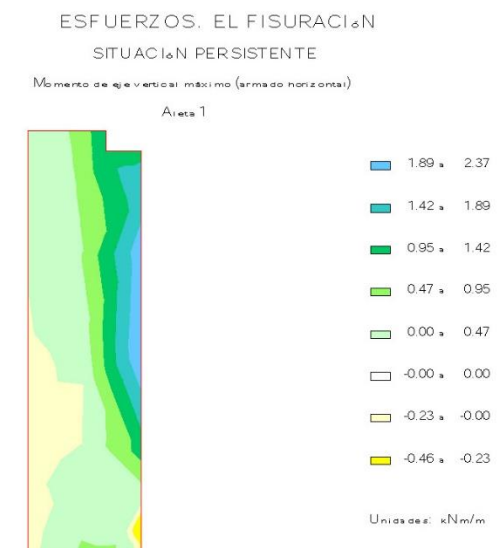 ESFUERZOS. EL FISURACIóN
SITUACIóN PERSISTENTE
Momento de eje vertical máximo (armado horizontal)
Aleta 1
1.89 a 2.37
1.42 a 1.89
0.95 a 1.42
0.47 a 0.95
0.00 a 0.47
-0.00 a 0.00
-0.23 a -0.00
-0.46 a -0.23
Unidades: kNm/m